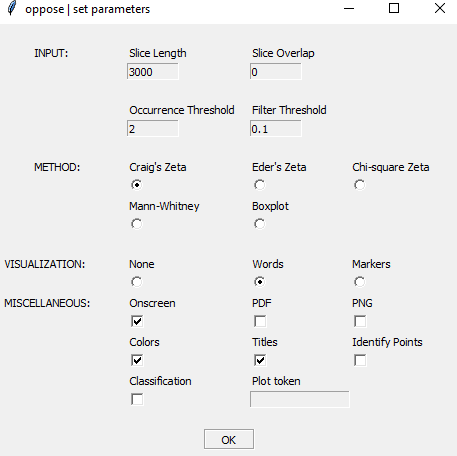 oppose | set parameters
INPUT: Slice Length Slice Overlap
3000 0
Occurrence Threshold Filter Threshold
2 0.1
METHOD: Craig's Zeta Eder's Zeta Chi-square Zeta
Mann-Whitney Boxplot
VISUALIZATION: None Words Markers
MISCELLANEOUS: Onscreen PDF PNG
Colors Titles Identify Points
Classification Plot token
OK